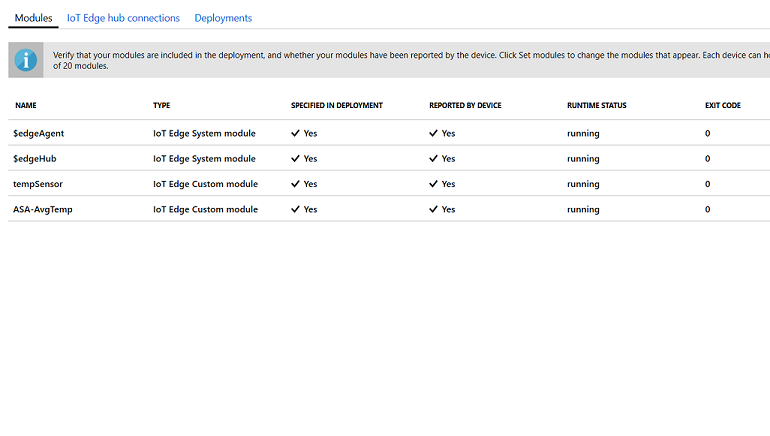 Modules IoT Edge hub connections Deployments
Verify that your modules are included in the deployment, and whether your modules have been reported by the device. Click Set modules to change the modules that appear. Each device can
of 20 modules.
NAME TYPE SPECIFIED IN DEPLOYMENT REPORTED BY DEVICE RUNTIME STATUS EXIT CODE
$edgeAgent IoT Edge System module Yes Yes running 0
$edgeHub IoT Edge System module Yes Yes running 0
tempSensor IoT Edge Custom module Yes Yes running 0
ASA-AvgTemp IoT Edge Custom module Yes Yes running 0